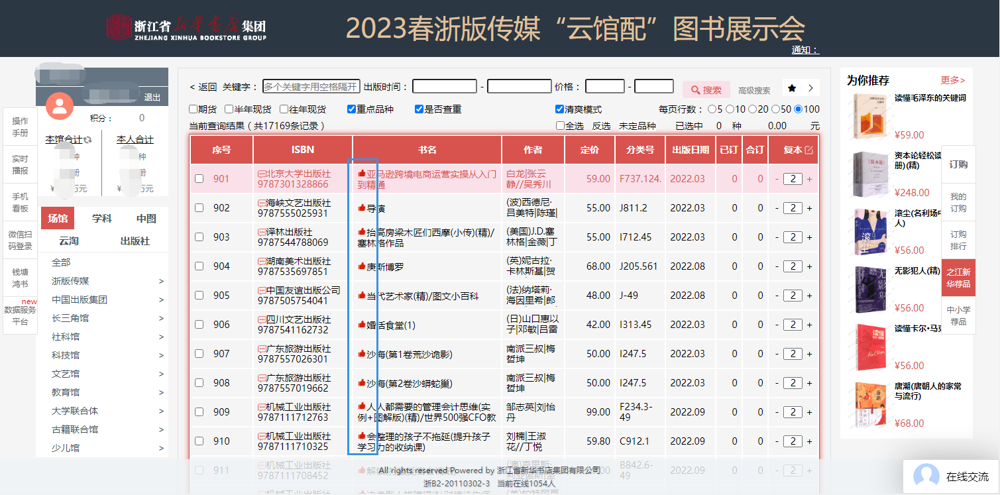 浙江省新华书店集团
ZHEJIANG XINHUA BOOKSTORE GROUP
2023春浙版传媒“云馆配”图书展示会
通知：
退出
积分： 0
本馆合计 本人合计
种 种
册 册
¥ 万元 ¥ 万元
操作
手册
实时
播报
手机
看板
微信扫
码登录
钱塘
鸿书
new
数据服务
平台
场馆 学科 中图
云淘 出版社
全部
浙版传媒 >
中国出版集团 >
长三角馆 >
社科馆 >
科技馆 >
文艺馆 >
教育馆 >
大学联合体 >
古籍联合馆 >
少儿馆 >
< 返回 关键字： 多个关键字用空格隔开 出版时间： - 价格： - 搜索 高级搜索 ★ >
期货 半年现货 往年现货 重点品种 是否查重 清爽模式 每页行数： 5 10 20 50 100
当前查询结果 ( 共17169条记录 ) 全选 反选 未定品种 已选中 0 种 0.00 元
序号 ISBN 书名 作者 定价 分类号 出版日期 已订 合订 复本
901 北京大学出版社 亚马逊跨境电商运营实操从入门 白龙|张云 59.00 F737.124. 2022.03 0 0 - 2 +
9787301328866 到精通 静//吴秀川
902 海峡文艺出版社 导演 (波)西德尼· 55.00 J811.2 2022.03 0 0 - 2 +
9787555025931 吕美特|陈瑾|
903 译林出版社 抬高房梁木匠们西摩(小传)(精)/ (美国)J.D.塞 55.00 I712.45 2022.03 0 0 - 2 +
9787544788069 塞林格作品 林格|金薇|丁
904 湖南美术出版社 庚斯博罗 (英)妮古拉· 68.00 J205.561 2022.08 0 0 - 2 +
9787535697851 卡林斯基|贺
905 中国友谊出版公司 当代艺术家(精)/图文小百科 (法)纳塔莉· 48.00 J-49 2022.08 0 0 - 2 +
9787505754041 海因里希|郎
906 四川文艺出版社 婚活食堂(1) (日)山口惠以 42.00 I313.45 2022.03 0 0 - 2 +
9787541162732 子|邓敏|吕雷
907 广东旅游出版社 沙海(第1卷荒沙诡影) 南派三叔|梅 50.00 I247.5 2022.03 0 0 - 2 +
9787557026301 哲坤
908 广东旅游出版社 沙海(第2卷沙蟒蛇巢) 南派三叔|梅 50.00 I247.5 2022.03 0 0 - 2 +
9787557019662 哲坤
909 机械工业出版社 人人都需要的管理会计思维(实 邹志英|刘怡 99.00 F234.3- 2022.09 0 0 - 2 +
9787111712763 例+图解版)(精)/世界500强CFO教 丹 49
910 机械工业出版社 会整理的孩子不拖延(提升孩子 刘楠|王淑 59.80 C912.1 2022.09 0 0 - 2 +
9787111710325 学习力的收纳课) 花//丁悦
911 机械工业出版社 B842.6- 2022.09 0 0 - 2 +
9787111708452 49
All rights reserved Powered by 浙江省新华书店集团有限公司
浙B2-20110302-3 当前在线1054人
为你推荐 更多>
读懂毛泽东的关键词
¥59.00
资本论轻松读
册)(精)
¥248.00
滚尘(名利场中
人)
¥56.00
无影犯人(精)
¥56.00
读懂卡尔·马克
¥56.00
唐潮(唐朝人的家常
与流行)
¥68.00
订购
我的
订购
订购
排行
之江新
华荐品
中小学
荐品
在线交流